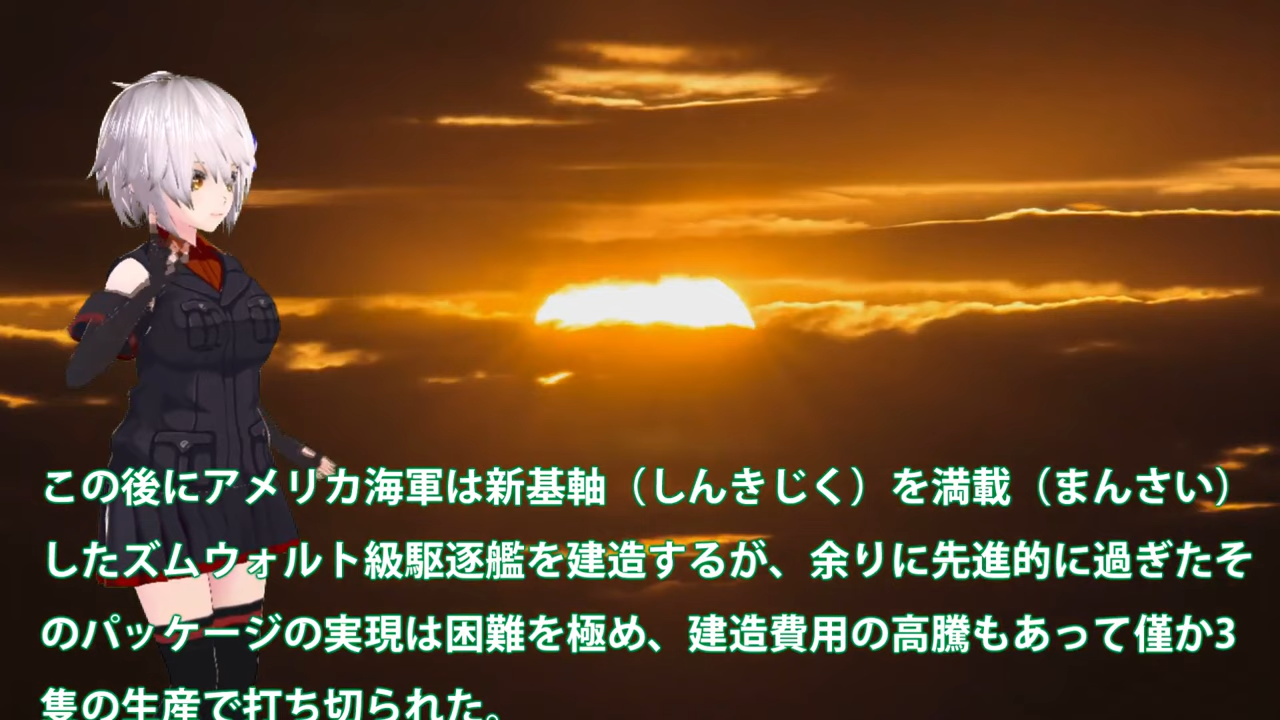 この後にアメリカ海軍は新基軸（しんきじく）を満載（まんさい）
したズムウォルト級駆逐艦を建造するが、余りに先進的に過ぎたそ
のパッケージの実現は困難を極め、建造費用の高騰もあって僅か3
隻の生産で打ち切られた。